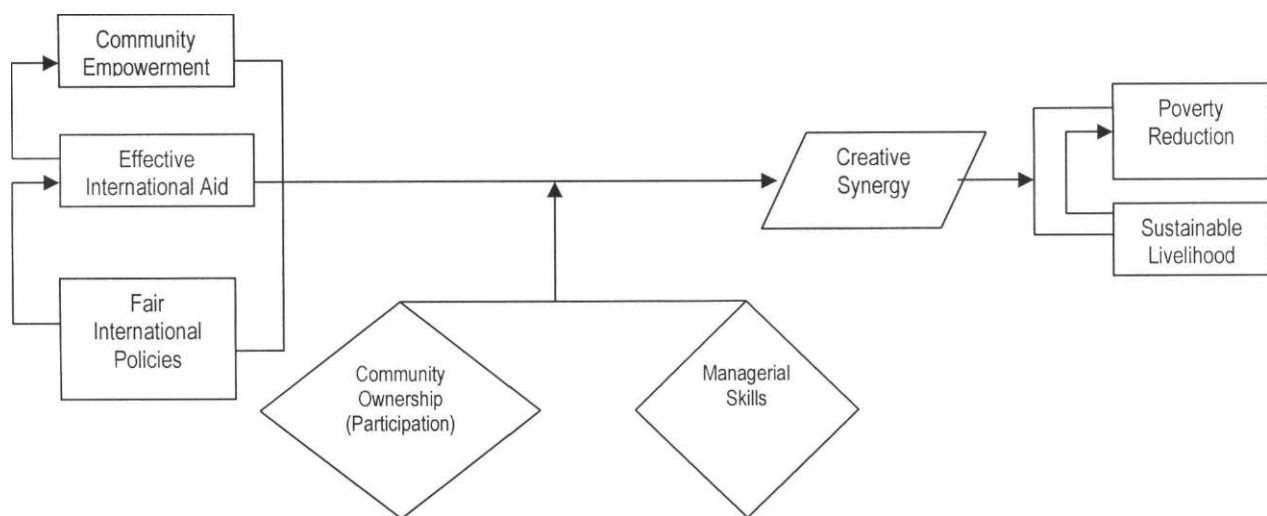 Community
Empowerment
Effective
International Aid
Fair
International
Policies
Community
Ownership
(Participation)
Managerial
Skills
Creative
Synergy
Poverty
Reduction
Sustainable
Livelihood